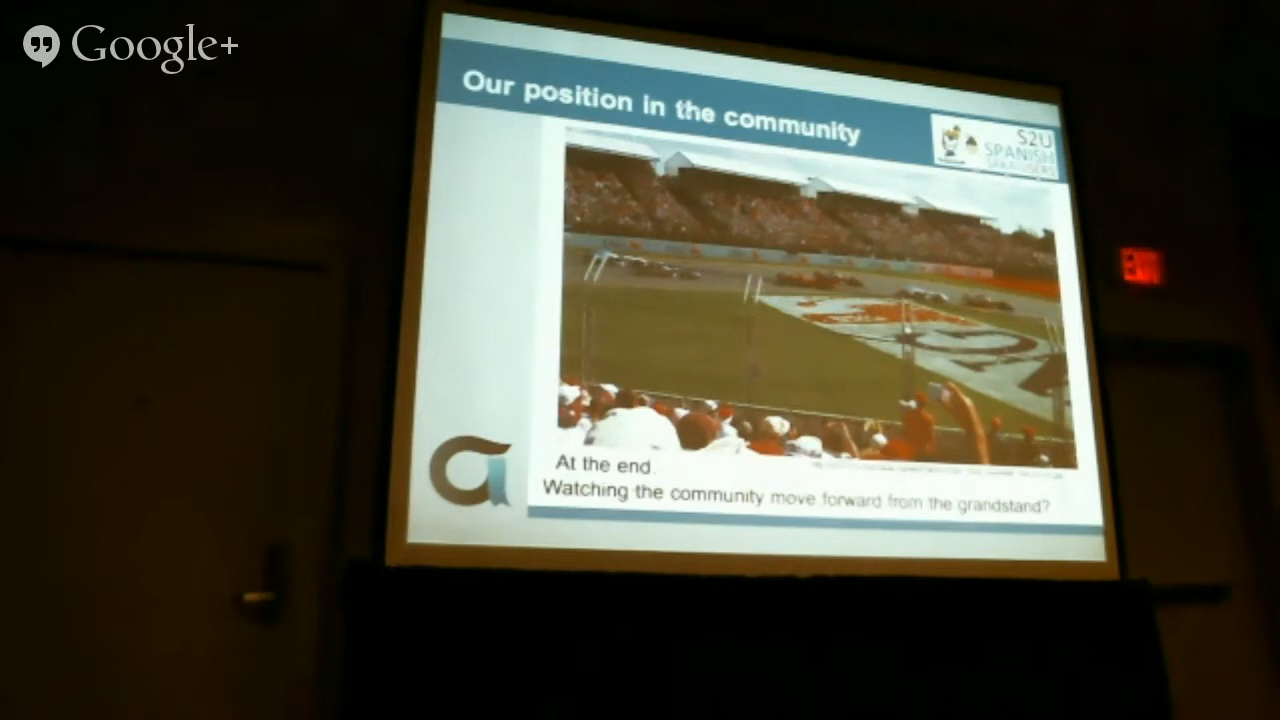 Google+
Our position in the community
S2U
SPANISH
At the end.
Watching the community move forward from the grandstand?